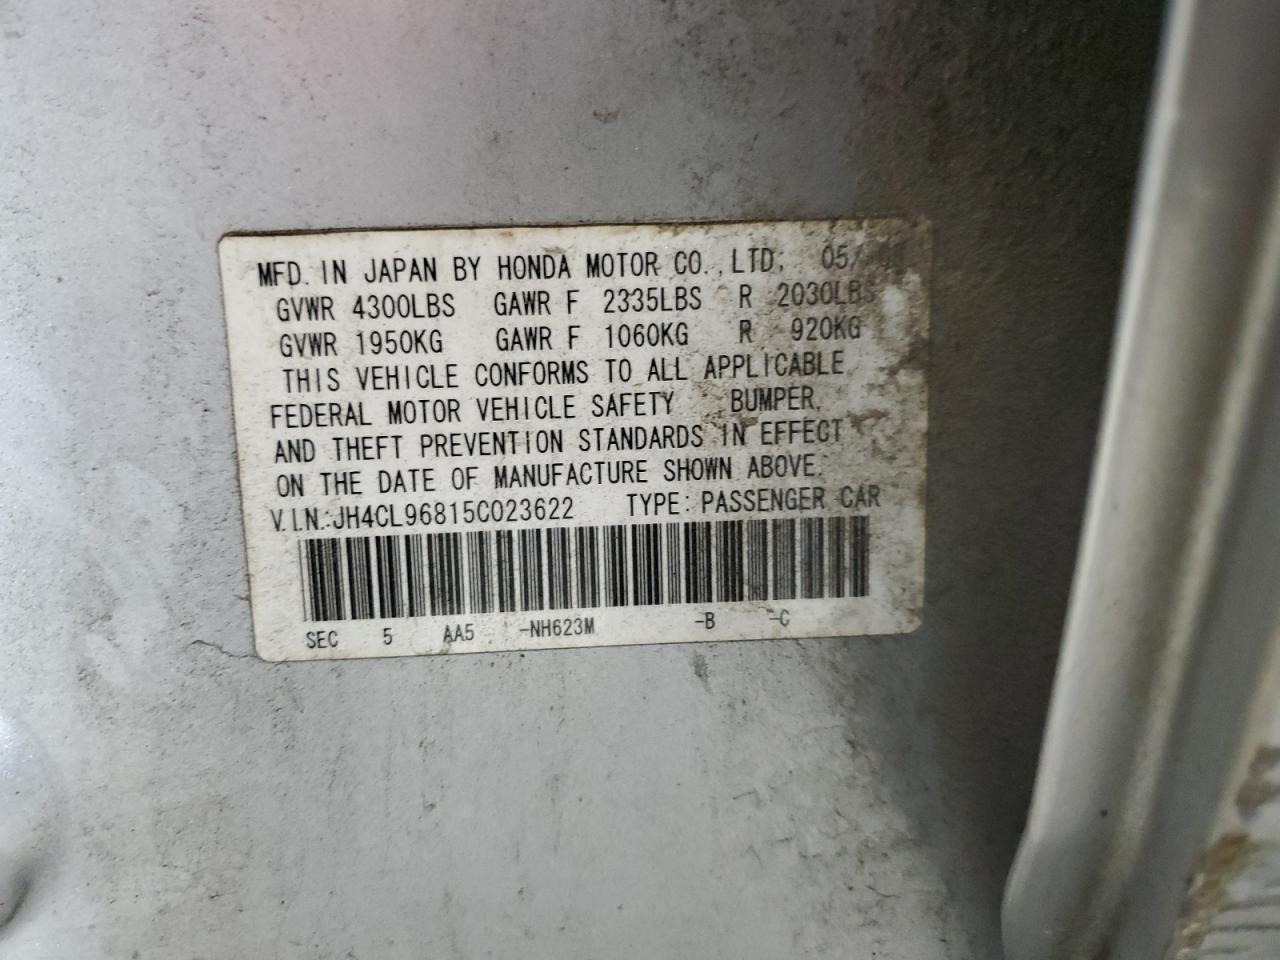 MFD. IN JAPAN BY HONDA MOTOR CO., LTD;
GVWR 4300LBS GAWR F 2335LBS R 2030LBS
GVWR 1950KG GAWR F 1060KG R 920KG
THIS VEHICLE CONFORMS TO ALL APPLICABLE
FEDERAL MOTOR VEHICLE SAFETY BUMPER,
AND THEFT PREVENTION STANDARDS IN EFFECT
ON THE DATE OF MANUFACTURE SHOWN ABOVE.
V.I.N.:JH4CL96815C023622 TYPE: PASSENGER CAR
SEC 5 AA5 -NH623M -B -C